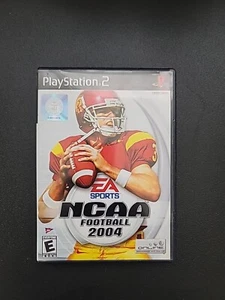 PlayStation 2
EA
SPORTS
NCAA
FOOTBALL
2004
E